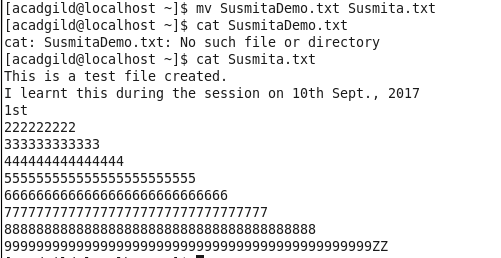 [acadgild@localhost ~]$ mv SusmitaDemo.txt Susmita.txt
[acadgild@localhost ~]$ cat SusmitaDemo.txt
cat: SusmitaDemo.txt: No such file or directory
[acadgild@localhost ~]$ cat Susmita.txt
This is a test file created.
I learnt this during the session on 10th Sept., 2017
1st
222222222
333333333333
444444444444444
555555555555555555555555
6666666666666666666666666666
777777777777777777777777777777777
888888888888888888888888888888888888888
9999999999999999999999999999999999999999999999ZZ